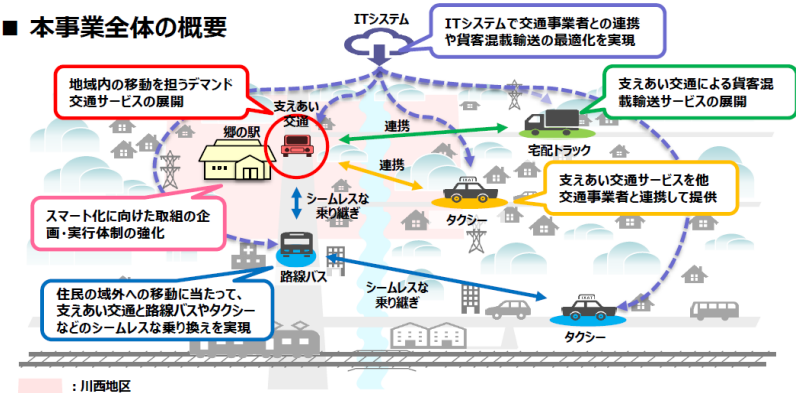 ■ 本事業全体の概要
ITシステム
ITシステムで交通事業者との連携
や貨客混載輸送の最適化を実現
地域内の移動を担うデマンド
交通サービスの展開
支えあい
交通
支えあい交通による貨客混
載輸送サービスの展開
連携
宅配トラック
郷の駅
連携
支えあい交通サービスを他
交通事業者と連携して提供
TAXI
タクシー
スマート化に向けた取組の企
画・実行体制の強化
シームレスな
乗り継ぎ
路線バス
住民の域外への移動に当たって、
支えあい交通と路線バスやタクシー
などのシームレスな乗り換えを実現
シームレスな
乗り継ぎ
TAXI
タクシー
：川西地区